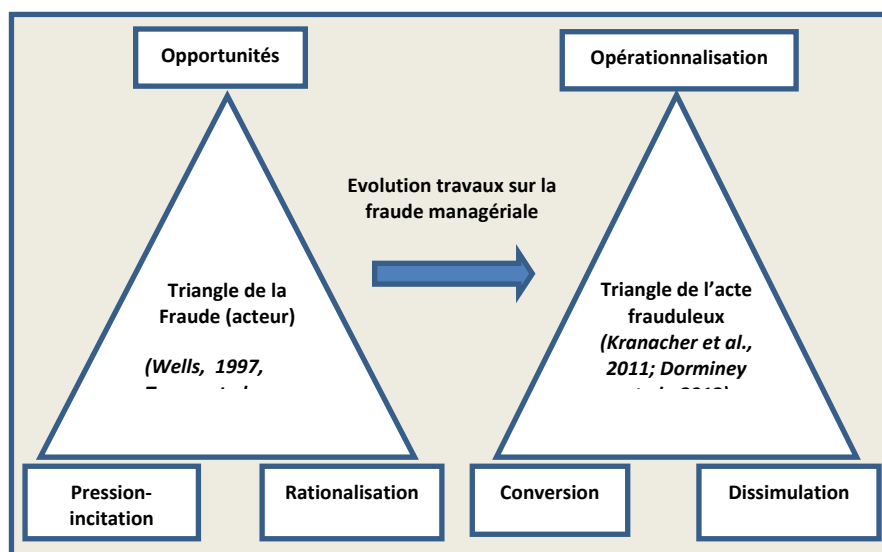 Opportunités
Opérationnalisation
Evolution travaux sur la
fraude managériale
Triangle de la
Fraude (acteur)
(Wells, 1997,
Triangle de l’acte
frauduleux
(Kranacher et al.,
2011; Dorminey
Pression-
incitation
Rationalisation
Conversion
Dissimulation